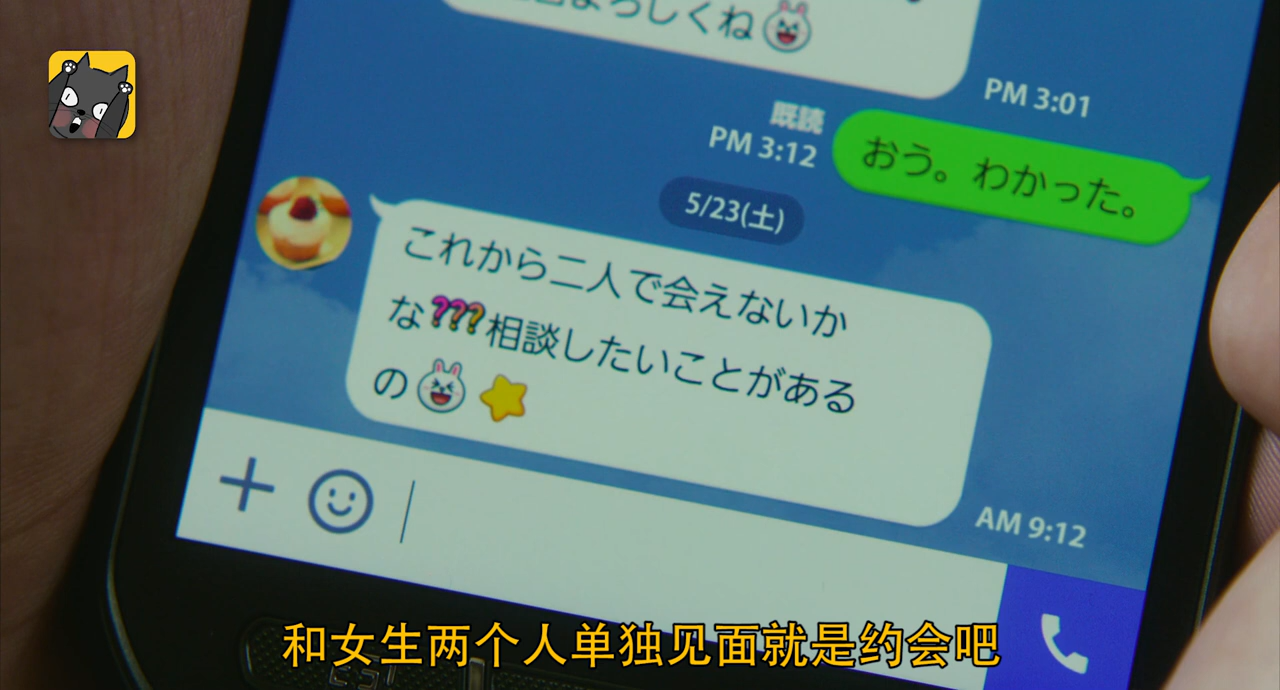 よろしくね
PM 3:01
既読
PM 3:12
おう。わかった。
5/23(土)
これから二人で会えないか
な???相談したいことがある
の
AM 9:12
和女生两个人单独见面就是约会吧